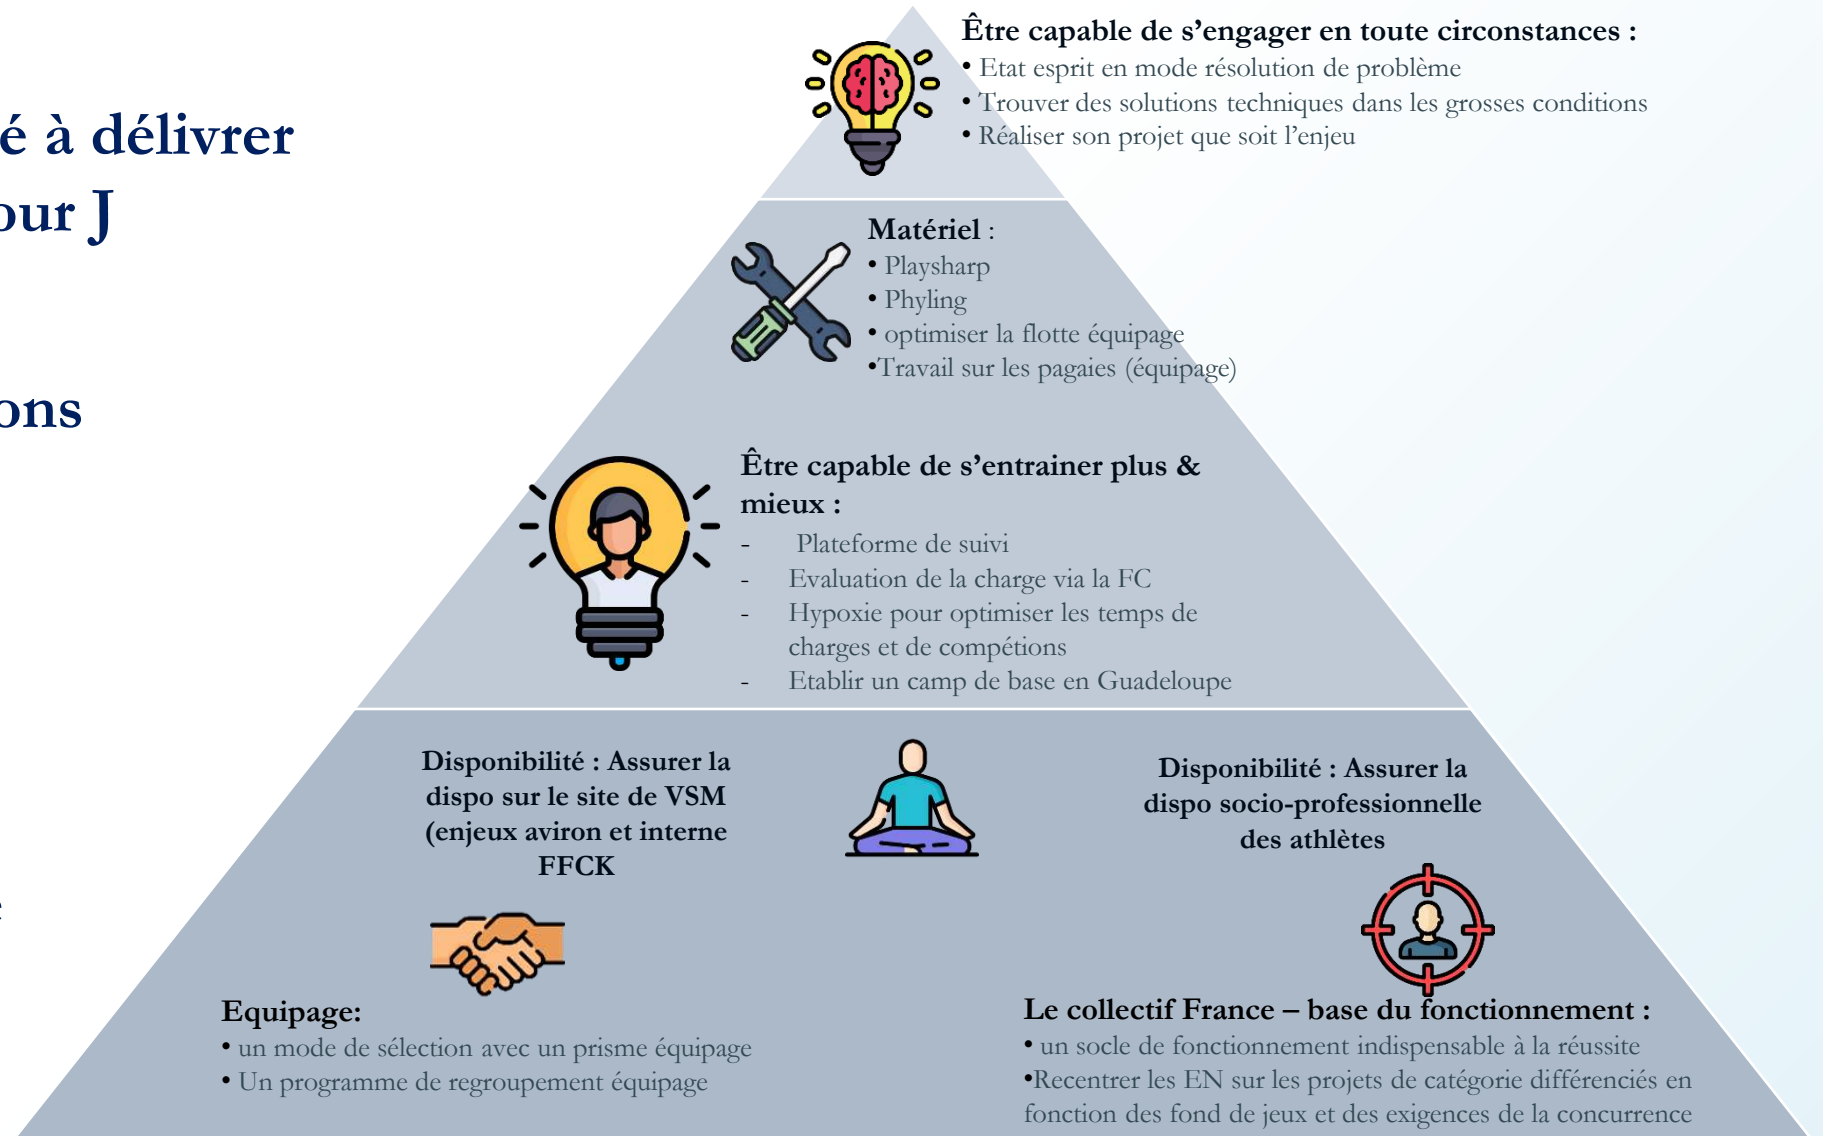 é à délivrer
our J
ons
Être capable de s’engager en toute circonstances :
• Etat esprit en mode résolution de problème
• Trouver des solutions techniques dans les grosses conditions
• Réaliser son projet que soit l’enjeu
Matériel :
• Playsharp
• Phyling
• optimiser la flotte équipage
•Travail sur les pagaies (équipage)
Être capable de s’entrainer plus &
mieux :
- Plateforme de suivi
- Evaluation de la charge via la FC
- Hypoxie pour optimiser les temps de
charges et de compétions
- Etablir un camp de base en Guadeloupe
Disponibilité : Assurer la
dispo sur le site de VSM
(enjeux aviron et interne
FFCK
Disponibilité : Assurer la
dispo socio-professionnelle
des athlètes
Equipage:
• un mode de sélection avec un prisme équipage
• Un programme de regroupement équipage
Le collectif France – base du fonctionnement :
• un socle de fonctionnement indispensable à la réussite
•Recentrer les EN sur les projets de catégorie différenciés en
fonction des fond de jeux et des exigences de la concurrence